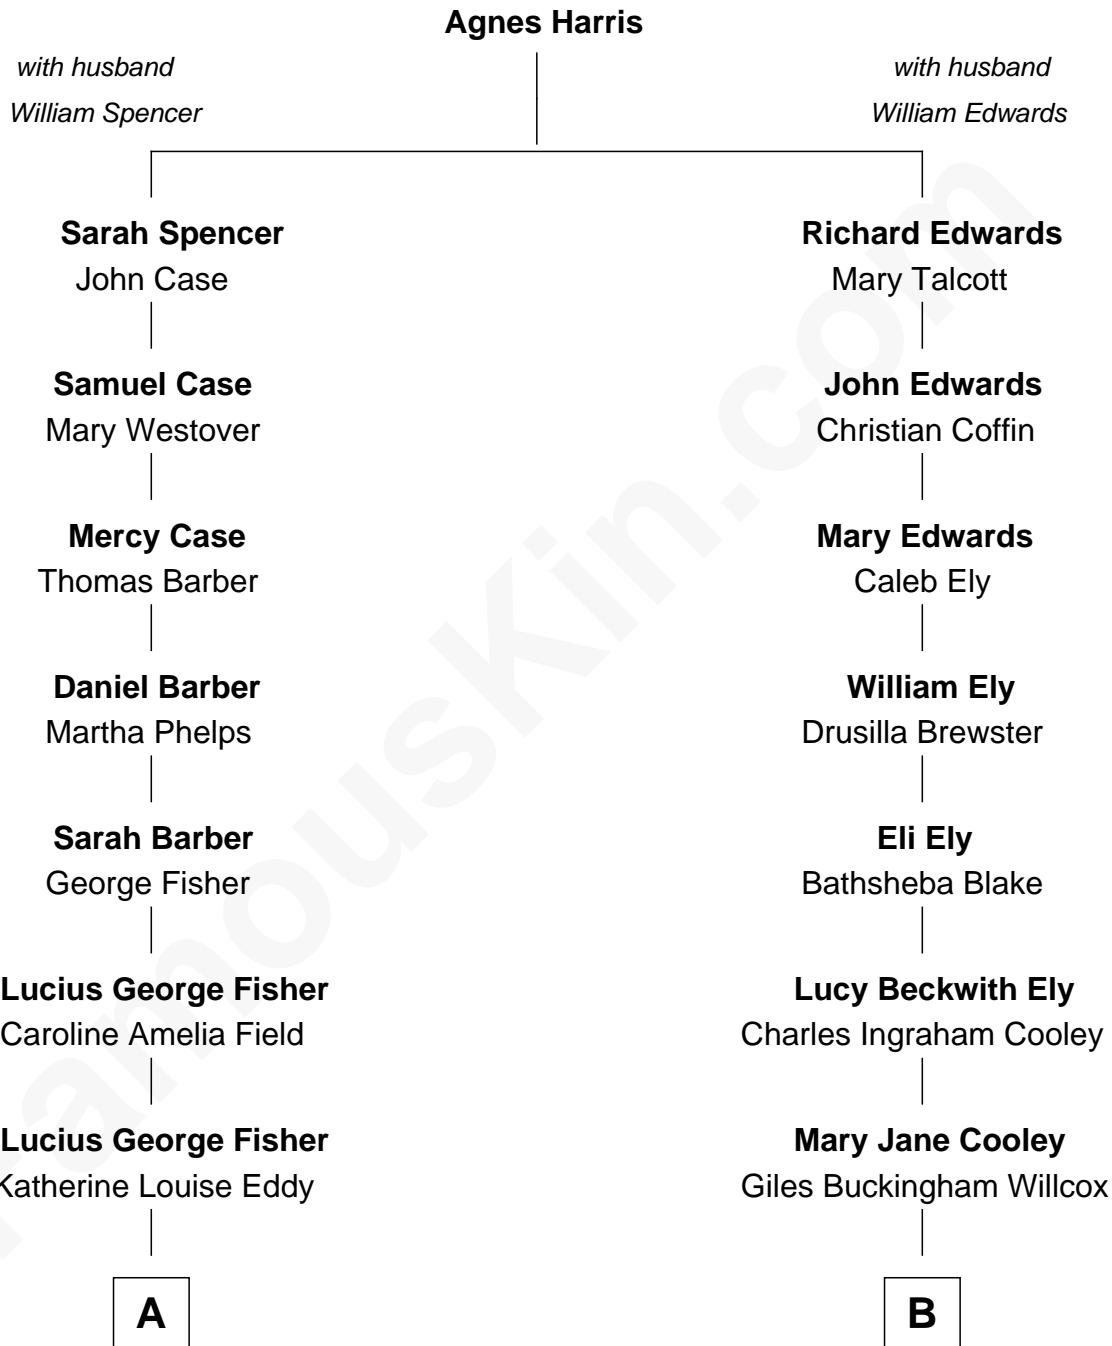 Agnes Harris
with husband
William Spencer
with husband
William Edwards
Sarah Spencer
John Case
Richard Edwards
Mary Talcott
Samuel Case
Mary Westover
John Edwards
Christian Coffin
Mercy Case
Thomas Barber
Mary Edwards
Caleb Ely
Daniel Barber
Martha Phelps
William Ely
Drusilla Brewster
Sarah Barber
George Fisher
Eli Ely
Bathsheba Blake
Lucius George Fisher
Caroline Amelia Field
Lucy Beckwith Ely
Charles Ingraham Cooley
Lucius George Fisher
Katherine Louise Eddy
Mary Jane Cooley
Giles Buckingham Willcox
A
B
FamousKin.com